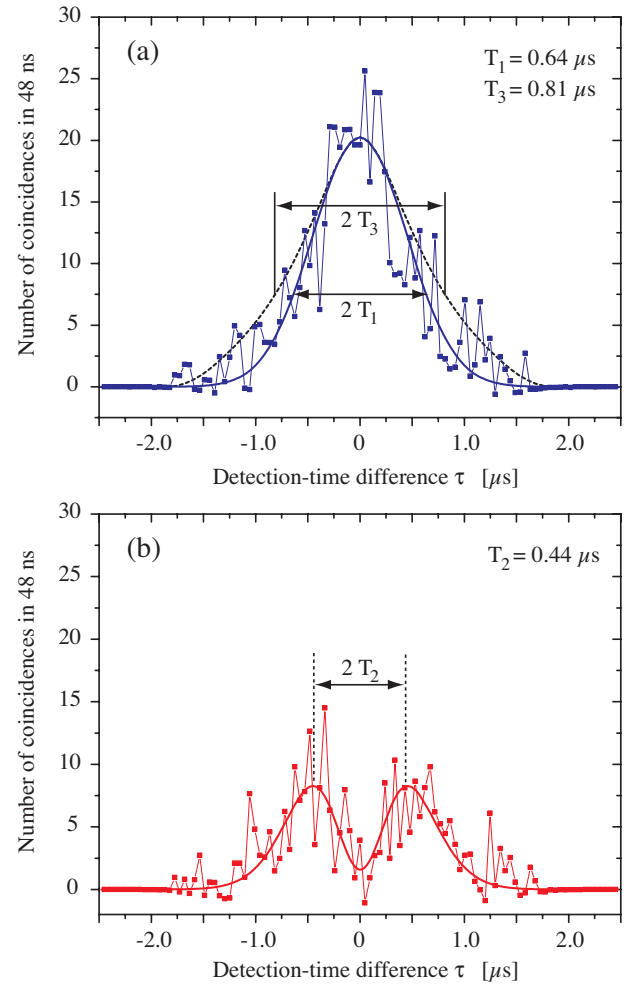 (a)
T₁ = 0.64 µs
T₃ = 0.81 µs
30
25
20
15
10
5
0
Number of coincidences in 48 ns
2 T₃
2 T₁
-2.0 -1.0 0 1.0 2.0
Detection-time difference τ [µs]
(b)
T₂ = 0.44 µs
30
25
20
15
10
5
0
Number of coincidences in 48 ns
2 T₂
-2.0 -1.0 0 1.0 2.0
Detection-time difference τ [µs]